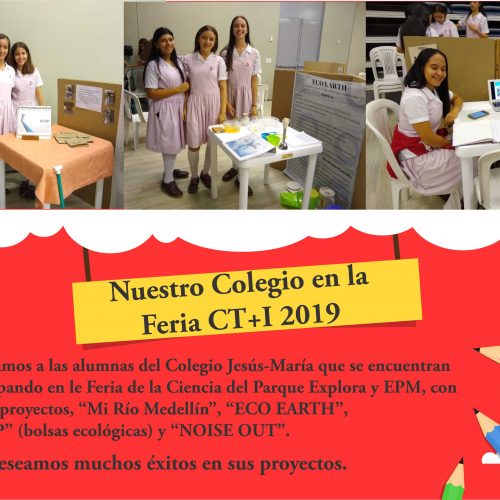 ECO EARTH
Nuestro Colegio en la
Feria CT+I 2019
amos a las alumnas del Colegio Jesús-María que se encuentran
pando en le Feria de la Ciencia del Parque Explora y EPM, con
proyectos, “Mi Río Medellín”, “ECO EARTH”,
P” (bolsas ecológicas) y “NOISE OUT”.
eseamos muchos éxitos en sus proyectos.